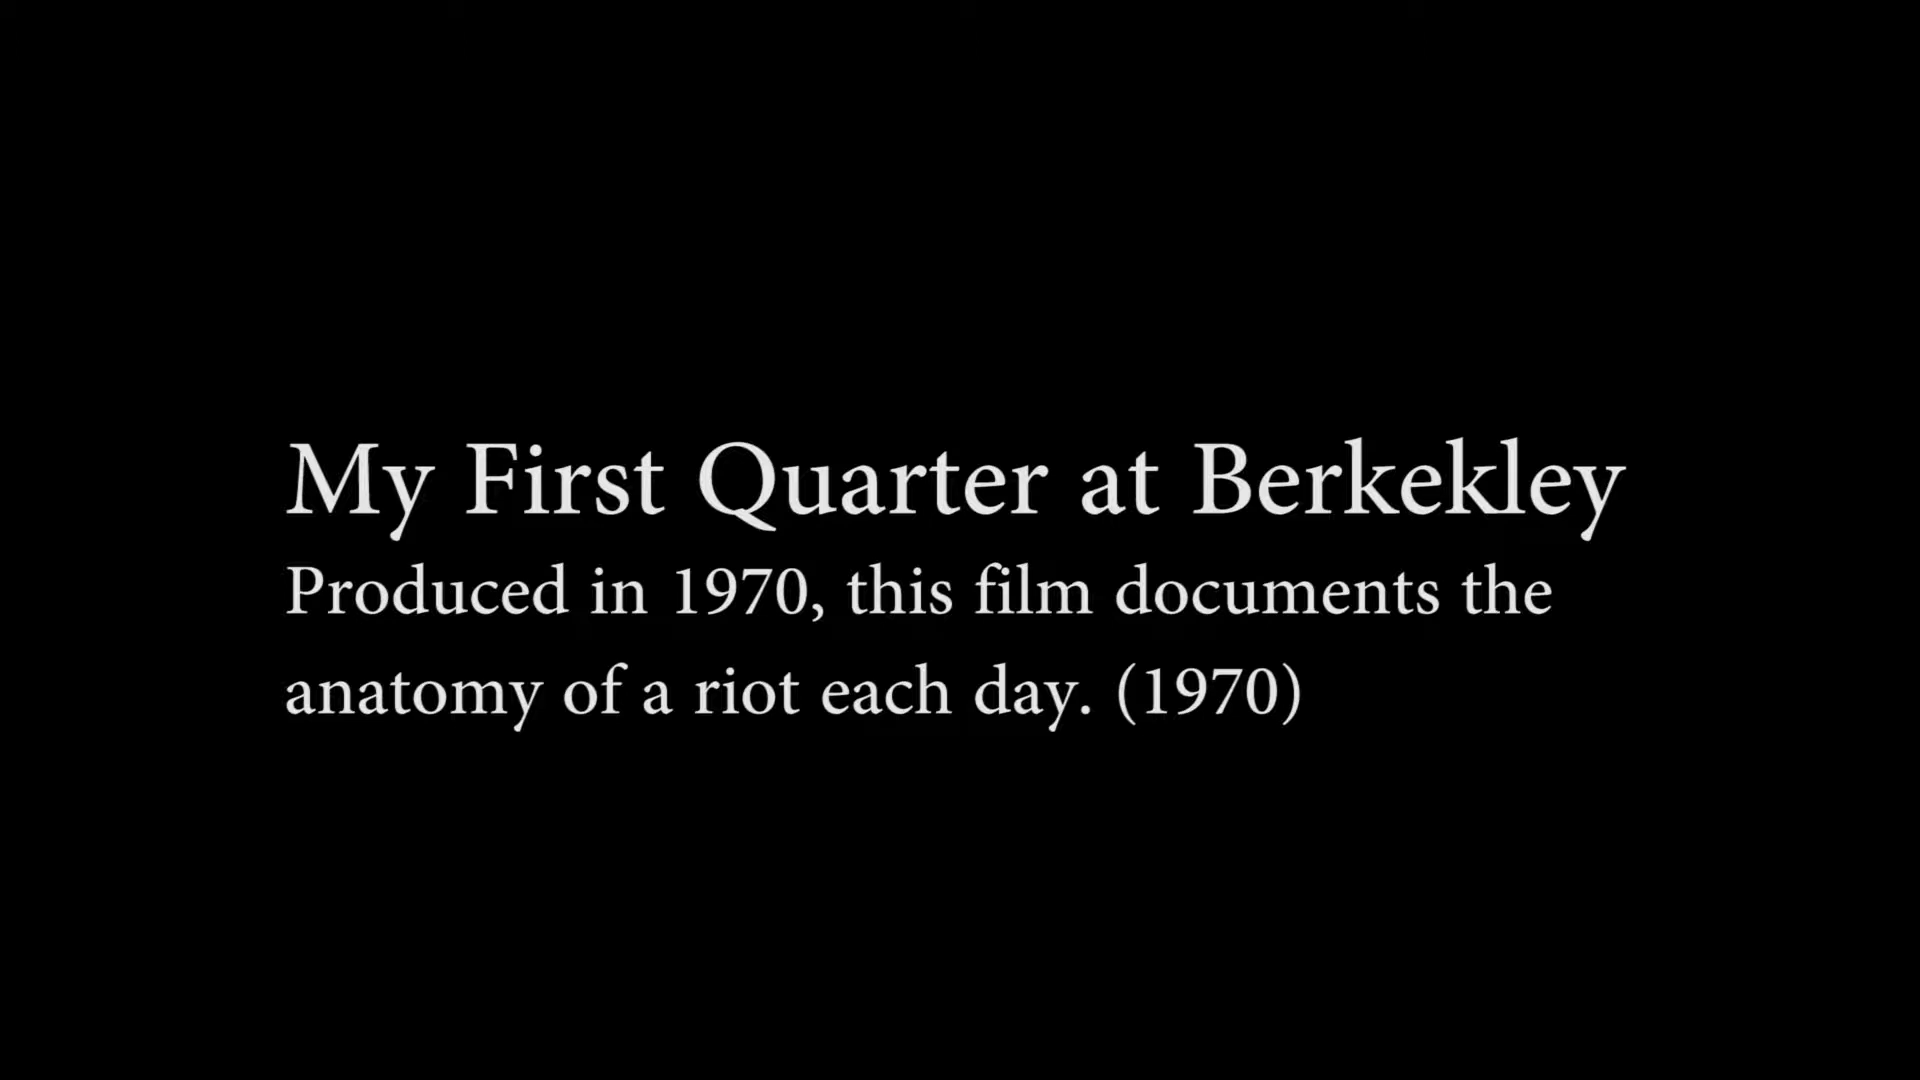 My First Quarter at Berkekley
Produced in 1970, this film documents the
anatomy of a riot each day. (1970)